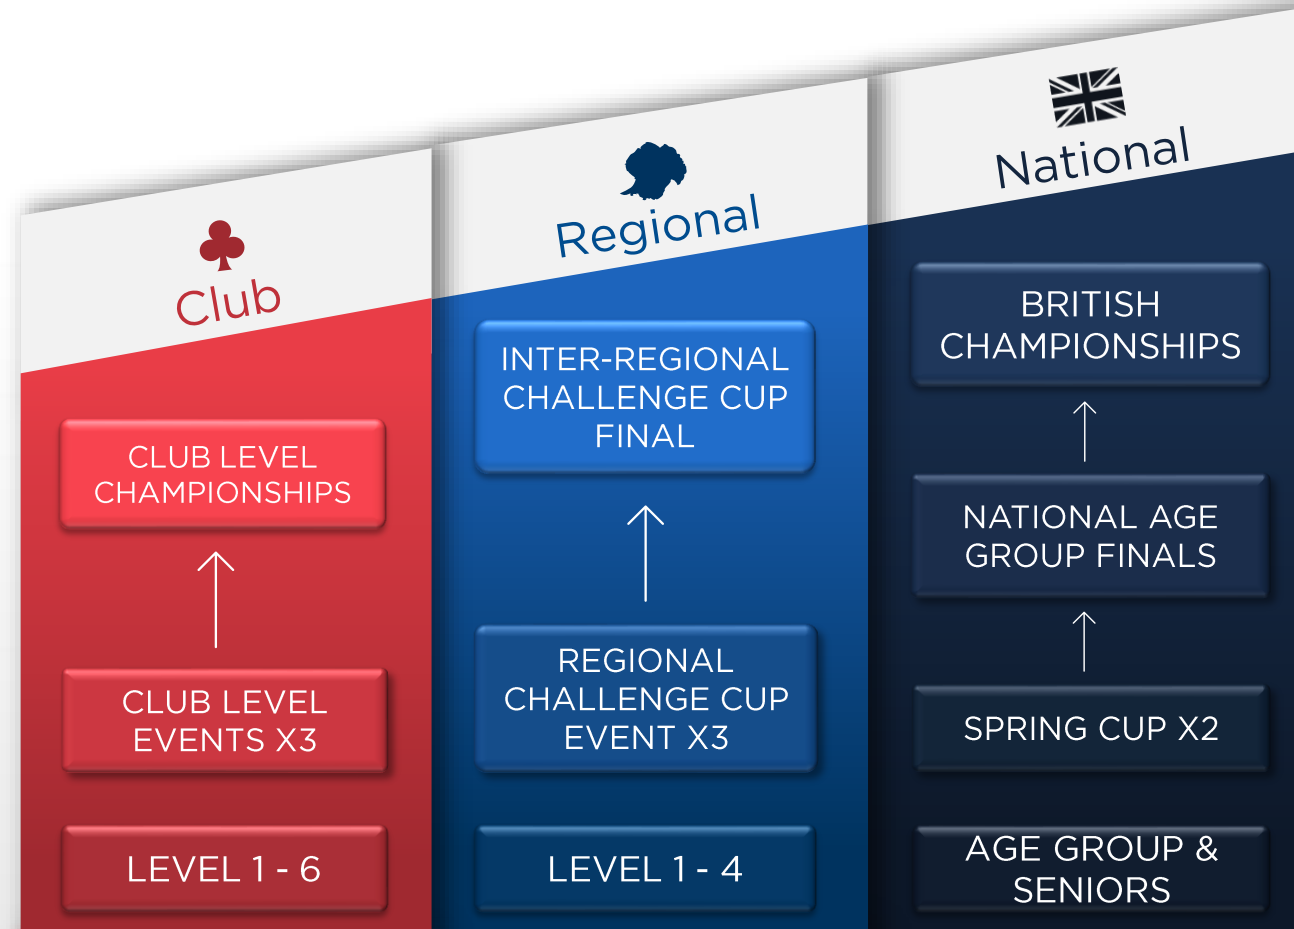 Club
CLUB LEVEL
CHAMPIONSHIPS
CLUB LEVEL
EVENTS X3
LEVEL 1 - 6
Regional
INTER-REGIONAL
CHALLENGE CUP
FINAL
REGIONAL
CHALLENGE CUP
EVENT X3
LEVEL 1 - 4
National
BRITISH
CHAMPIONSHIPS
NATIONAL AGE
GROUP FINALS
SPRING CUP X2
AGE GROUP &
SENIORS